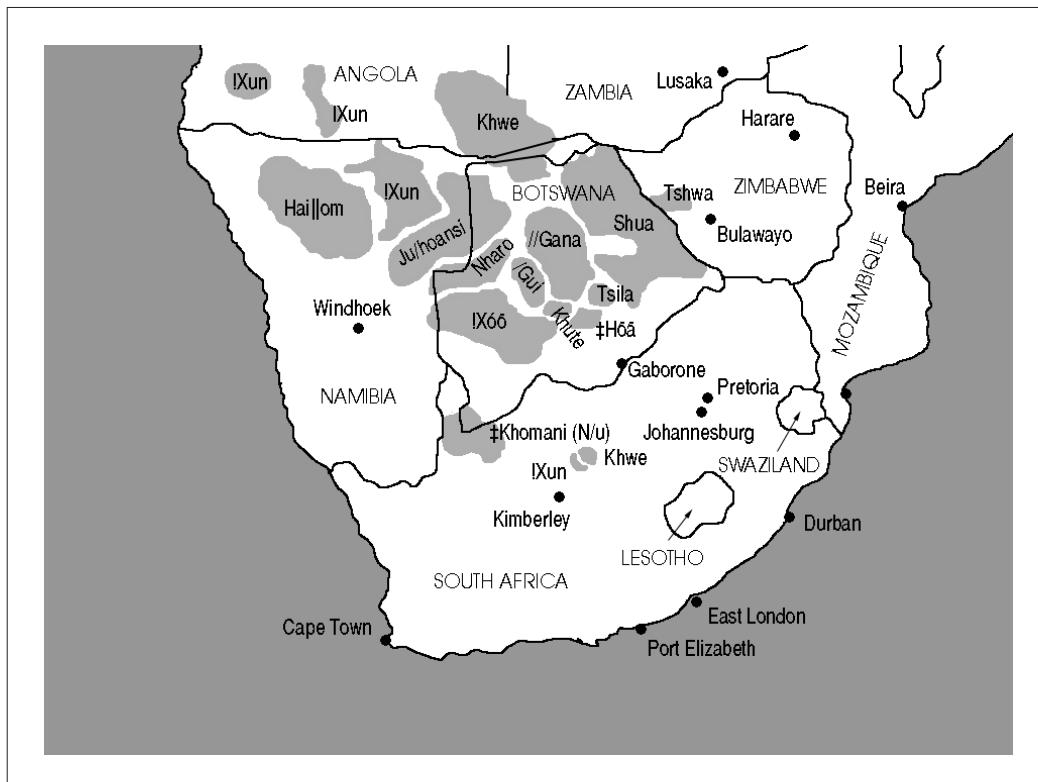 ANGOLA
!Xun
!Xun
ZAMBIA
Lusaka
Khwe
Harare
ZIMBABWE
BOTSWANA
Tshwa
Beira
Hai||om
!Xun
Ju/hoansi
Nharo
//Gana
Shua
Bulawayo
/Gui
Tsila
MOZAMBIQUE
Windhoek
!Xóõ
Khute
‡Hõã
Gaborone
NAMIBIA
Pretoria
‡Khomani (N/u)
Johannesburg
!Xun
Khwe
SWAZILAND
Kimberley
Durban
LESOTHO
SOUTH AFRICA
Cape Town
East London
Port Elizabeth